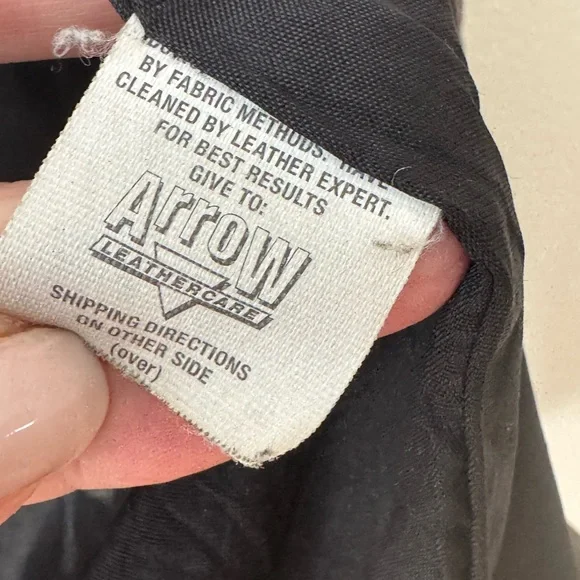 BY FABRIC METHODS. HAVE
CLEANED BY LEATHER EXPERT.
FOR BEST RESULTS
GIVE TO:
Arrow
LEATHERCARE
SHIPPING DIRECTIONS
ON OTHER SIDE
(over)